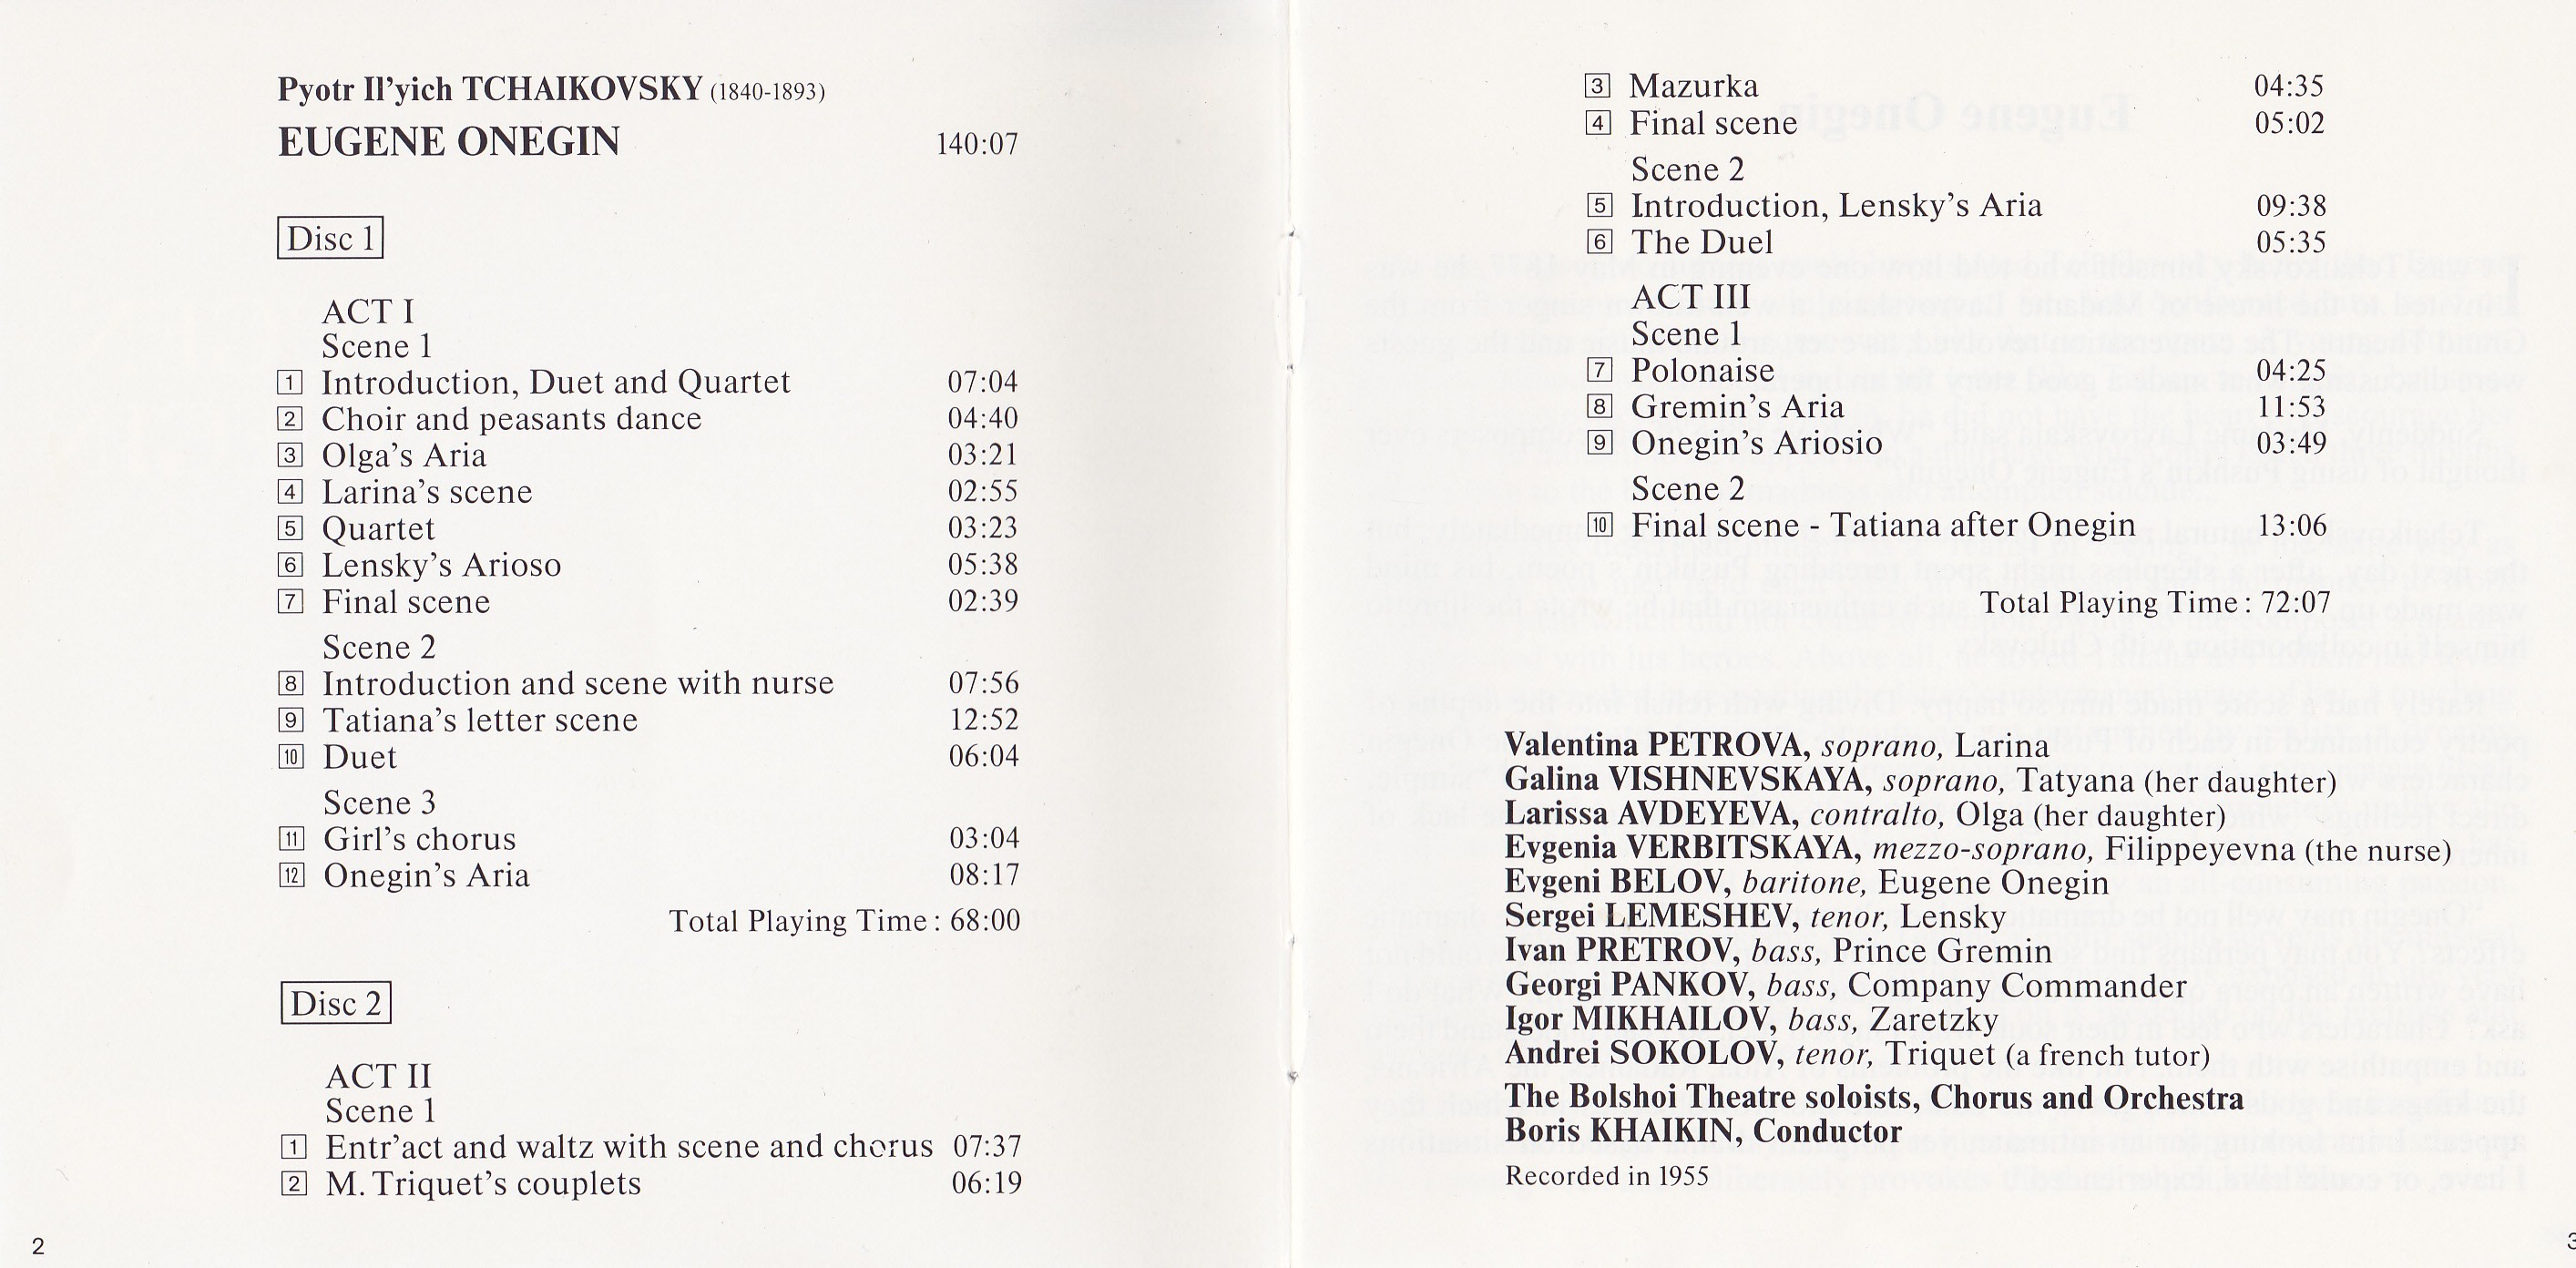 Pyotr Il'yich TCHAIKOVSKY (1840-1893)
EUGENE ONEGIN 140:07
Disc 1
ACT I
Scene 1
1 Introduction, Duet and Quartet 07:04
2 Choir and peasants dance 04:40
3 Olga's Aria 03:21
4 Larina's scene 02:55
5 Quartet 03:23
6 Lensky's Arioso 05:38
7 Final scene 02:39
Scene 2
8 Introduction and scene with nurse 07:56
9 Tatiana's letter scene 12:52
10 Duet 06:04
Scene 3
11 Girl's chorus 03:04
12 Onegin's Aria 08:17
Total Playing Time: 68:00
Disc 2
ACT II
Scene 1
1 Entr'act and waltz with scene and chorus 07:37
2 M. Triquet's couplets 06:19
2
3 Mazurka 04:35
4 Final scene 05:02
Scene 2
5 Introduction, Lensky's Aria 09:38
6 The Duel 05:35
ACT III
Scene 1
7 Polonaise 04:25
8 Gremin's Aria 11:53
9 Onegin's Ariosio 03:49
Scene 2
10 Final scene - Tatiana after Onegin 13:06
Total Playing Time: 72:07
Valentina PETROVA, soprano, Larina
Galina VISHNEVSKAYA, soprano, Tatyana (her daughter)
Larissa AVDEYEVA, contralto, Olga (her daughter)
Evgenia VERBITSKAYA, mezzo-soprano, Filippeyevna (the nurse)
Evgeni BELOV, baritone, Eugene Onegin
Sergei LEMESHEV, tenor, Lensky
Ivan PRETROV, bass, Prince Gremin
Georgi PANKOV, bass, Company Commander
Igor MIKHAILOV, bass, Zaretzky
Andrei SOKOLOV, tenor, Triquet (a french tutor)
The Bolshoi Theatre soloists, Chorus and Orchestra
Boris KHAIKIN, Conductor
Recorded in 1955
3